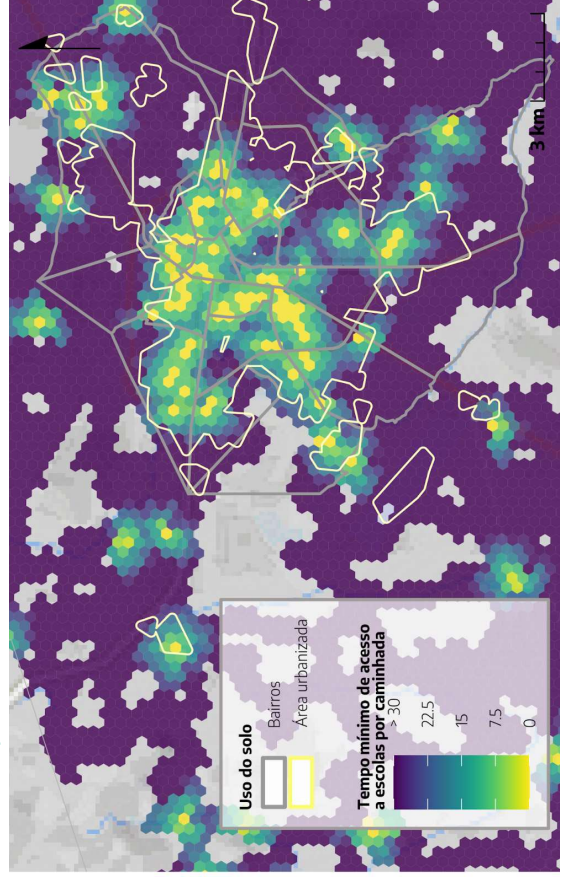 Uso do solo
Bairros
Área urbanizada
Tempo mínimo de acesso
a escolas por caminhada
> 30
22.5
15
7.5
0
3 km